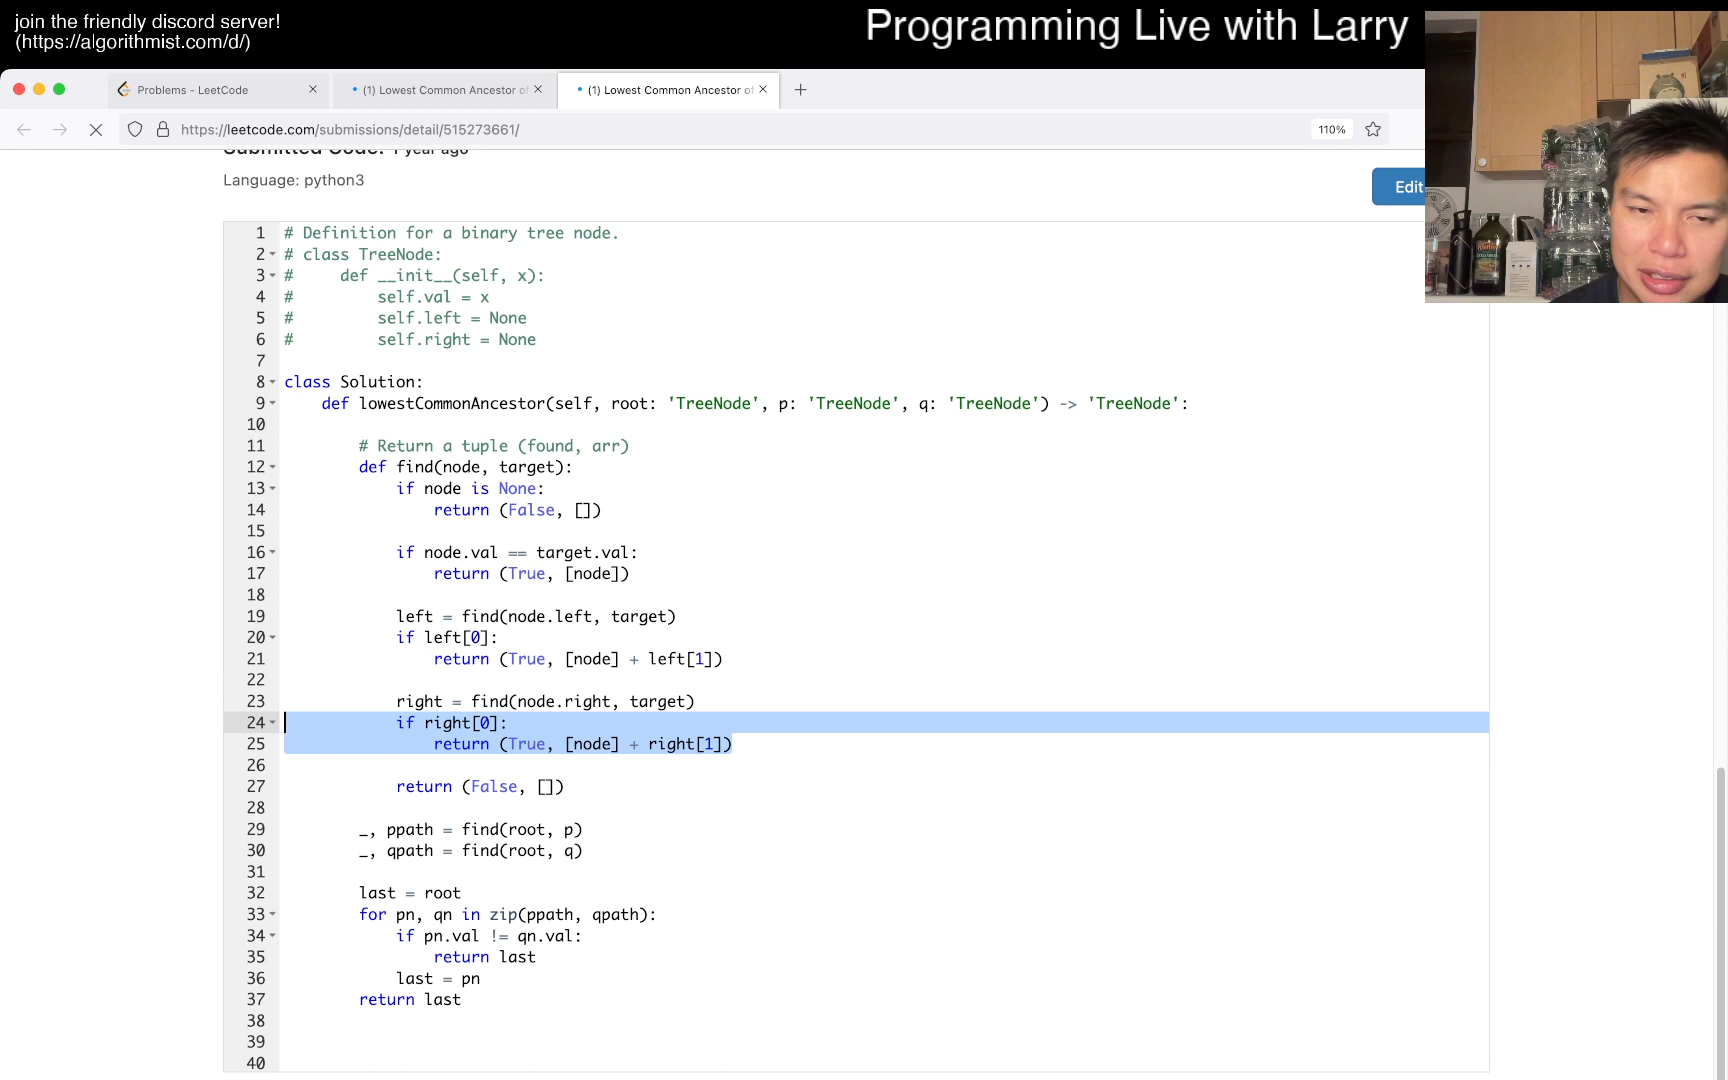 join the friendly discord server!
(https://algorithmist.com/d/)
Programming Live with Larry
Problems - LeetCode
(1) Lowest Common Ancestor of
(1) Lowest Common Ancestor of
https://leetcode.com/submissions/detail/515273661/
110%
Submitted Code: 1 year ago
Language: python3
Edit
1 # Definition for a binary tree node.
2 # class TreeNode:
3 #     def __init__(self, x):
4 #         self.val = x
5 #         self.left = None
6 #         self.right = None
7
8 class Solution:
9     def lowestCommonAncestor(self, root: 'TreeNode', p: 'TreeNode', q: 'TreeNode') -> 'TreeNode':
10
11         # Return a tuple (found, arr)
12         def find(node, target):
13             if node is None:
14                 return (False, [])
15
16             if node.val == target.val:
17                 return (True, [node])
18
19             left = find(node.left, target)
20             if left[0]:
21                 return (True, [node] + left[1])
22
23             right = find(node.right, target)
24             if right[0]:
25                 return (True, [node] + right[1])
26
27             return (False, [])
28
29         _, ppath = find(root, p)
30         _, qpath = find(root, q)
31
32         last = root
33         for pn, qn in zip(ppath, qpath):
34             if pn.val != qn.val:
35                 return last
36             last = pn
37         return last
38
39
40